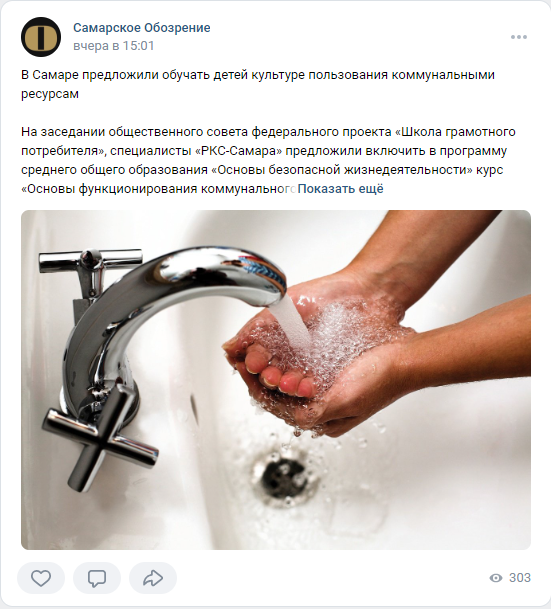 Самарское Обозрение
вчера в 15:01
В Самаре предложили обучать детей культуре пользования коммунальными
ресурсам
На заседании общественного совета федерального проекта «Школа грамотного
потребителя», специалисты «РКС-Самара» предложили включить в программу
среднего общего образования «Основы безопасной жизнедеятельности» курс
«Основы функционирования коммунального Показать ещё
303